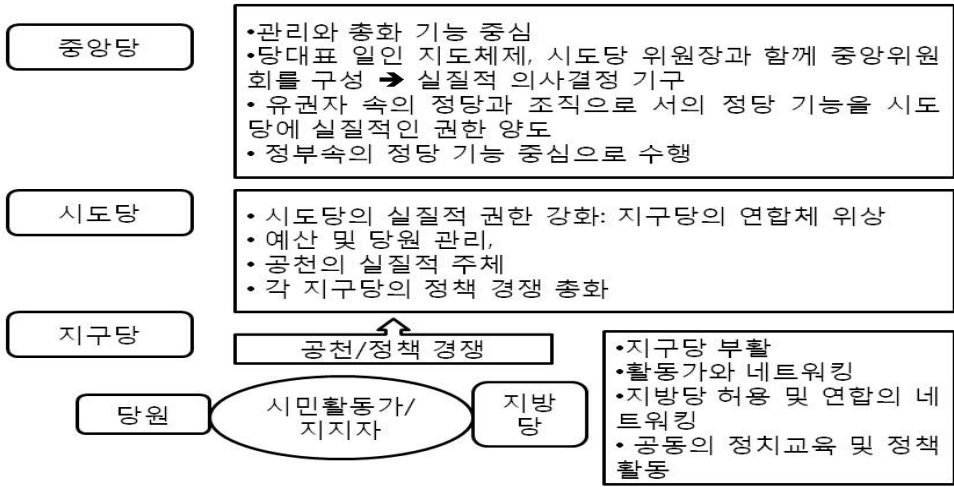 중앙당
•관리와 총화 기능 중심
•당대표 일인 지도체제, 시도당 위원장과 함께 중앙위원
회를 구성 ➔ 실질적 의사결정 기구
• 유권자 속의 정당과 조직으로 서의 정당 기능을 시도
당에 실질적인 권한 양도
• 정부속의 정당 기능 중심으로 수행
시도당
• 시도당의 실질적 권한 강화: 지구당의 연합체 위상
• 예산 및 당원 관리,
• 공천의 실질적 주체
• 각 지구당의 정책 경쟁 총화
지구당
공천/정책 경쟁
당원
시민활동가/
지지자
지방
당
•지구당 부활
•활동가와 네트워킹
•지방당 허용 및 연합의 네
트워킹
• 공동의 정치교육 및 정책
활동